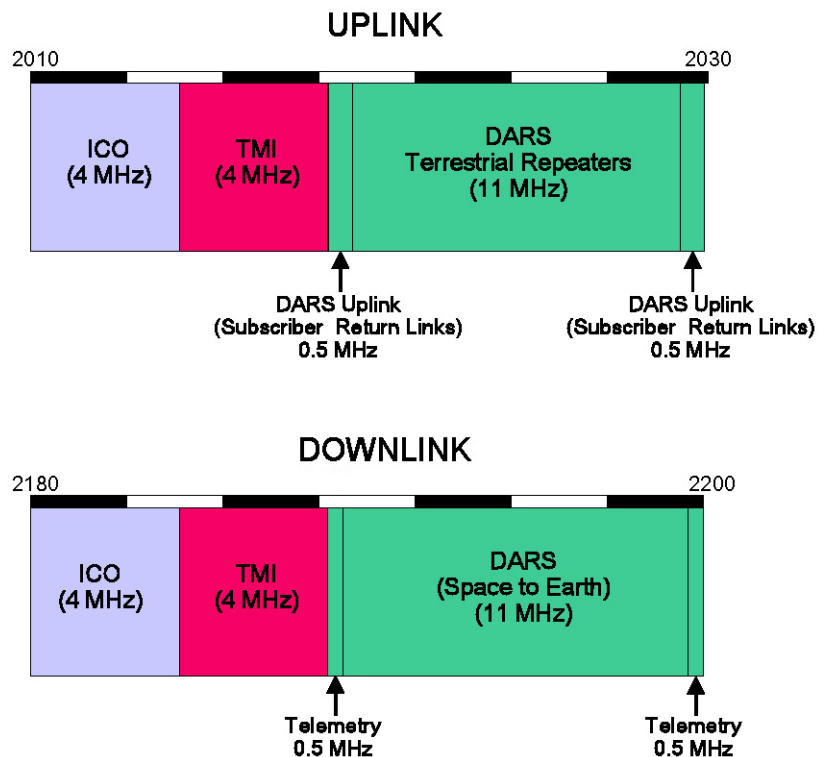 UPLINK
2010
2030
ICO
(4 MHz)
TMI
(4 MHz)
DARS
Terrestrial Repeaters
(11 MHz)
DARS Uplink
(Subscriber Return Links)
0.5 MHz
DARS Uplink
(Subscriber Return Links)
0.5 MHz
DOWNLINK
2180
2200
ICO
(4 MHz)
TMI
(4 MHz)
DARS
(Space to Earth)
(11 MHz)
Telemetry
0.5 MHz
Telemetry
0.5 MHz